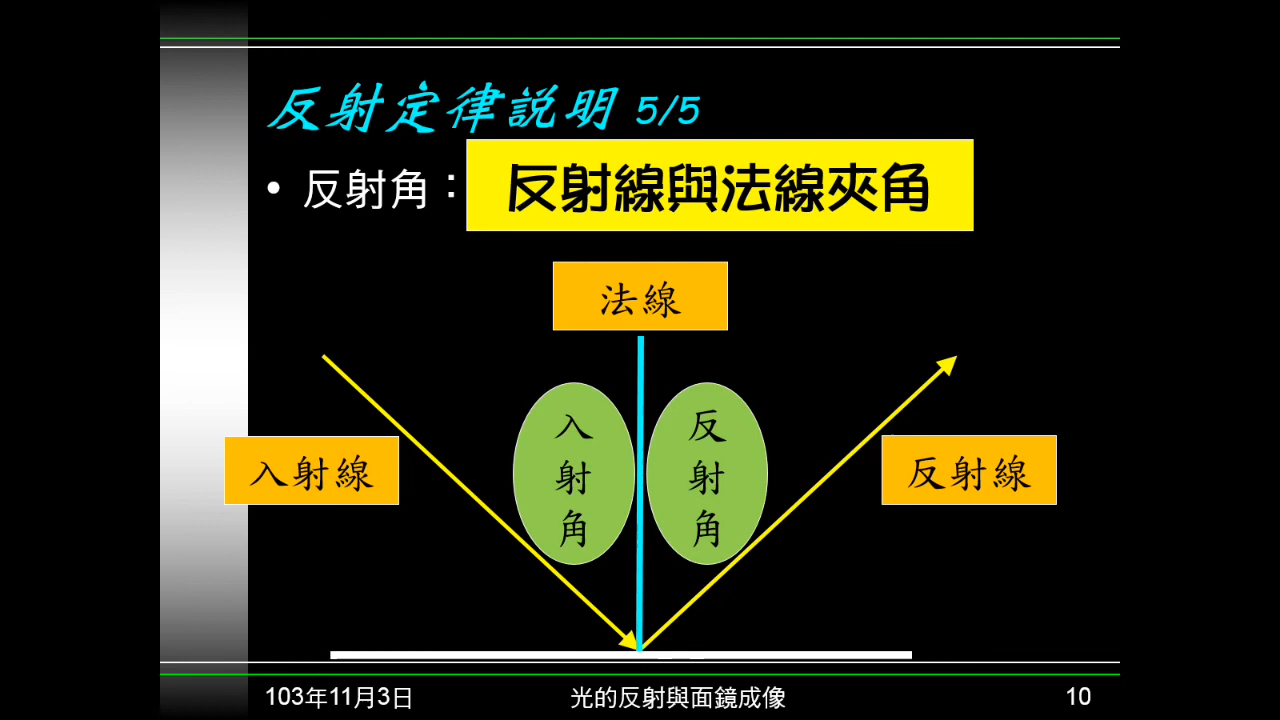 反射定律說明 5/5
• 反射角：反射線與法線夾角
法線
入射角
反射角
入射線
反射線
103年11月3日
光的反射與面鏡成像
10